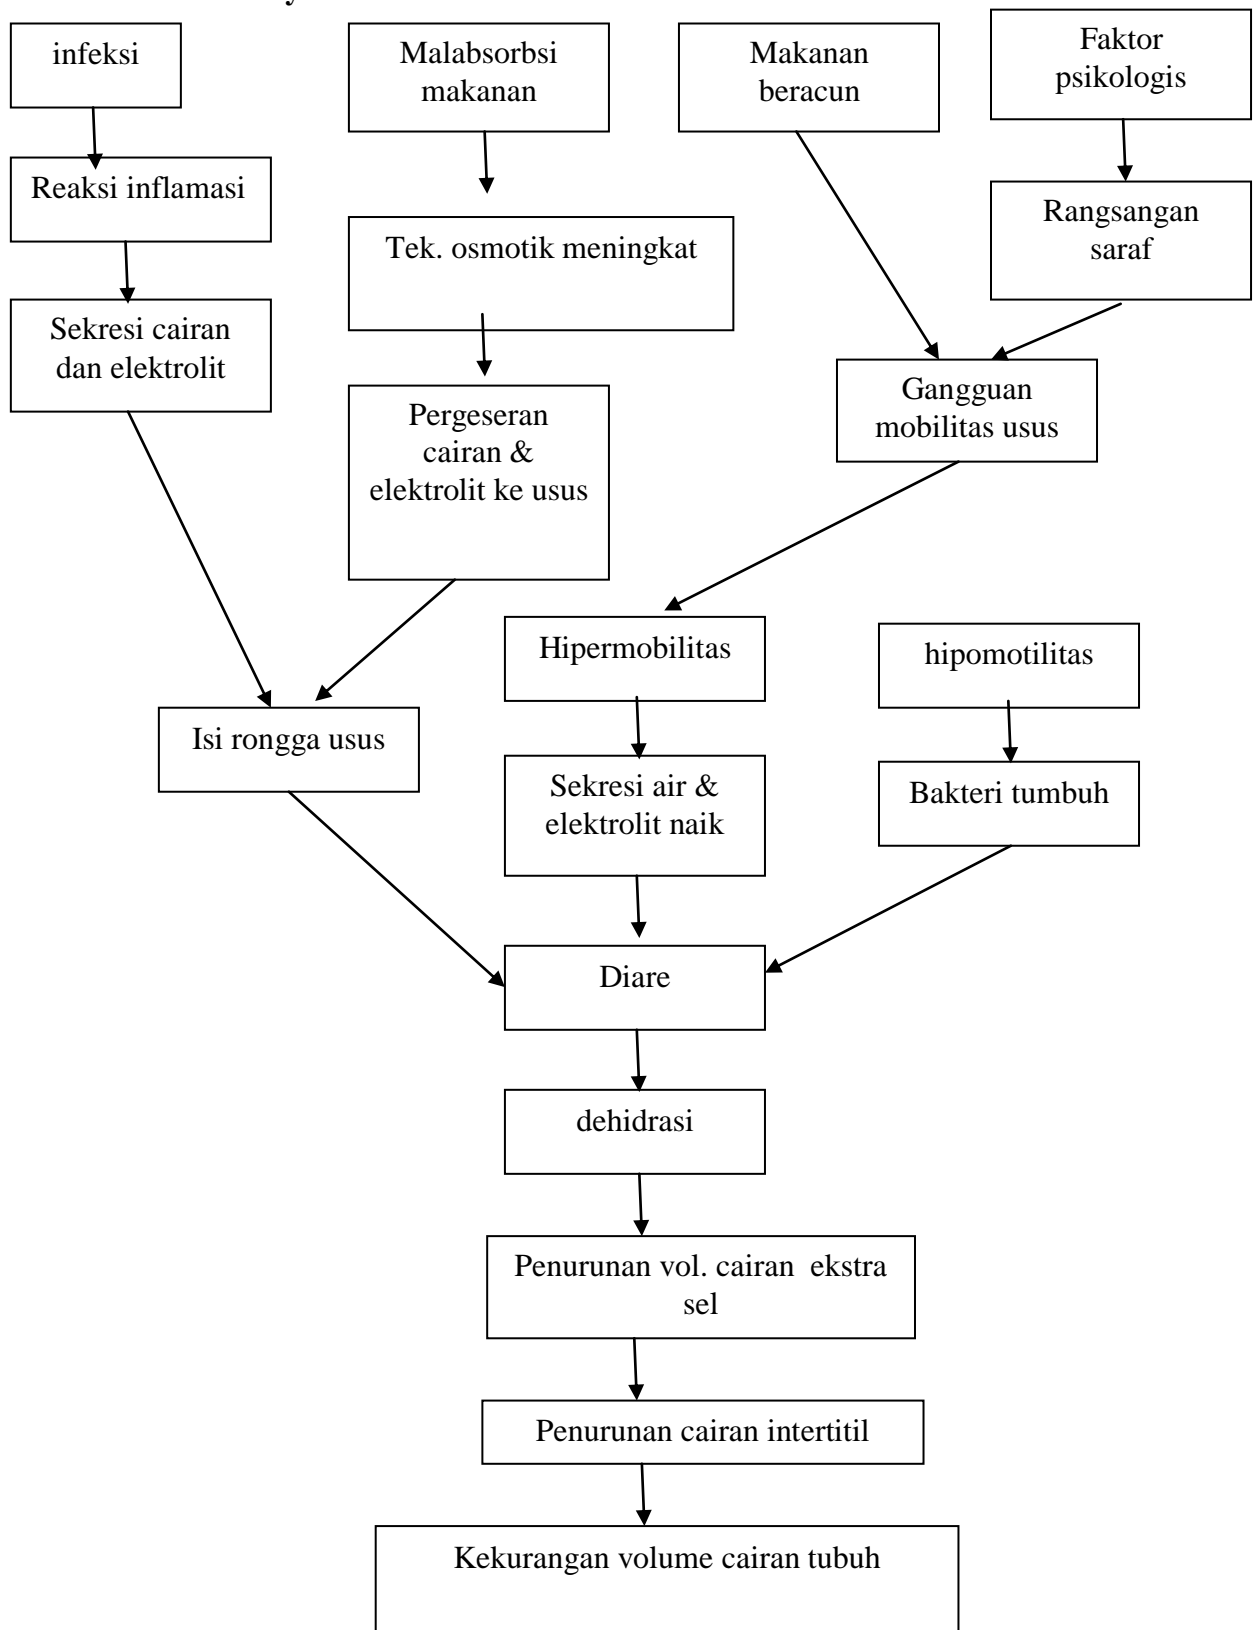 infeksi
Malabsorbsi
makanan
Makanan
beracun
Faktor
psikologis
Reaksi inflamasi
Rangsangan
saraf
Tek. osmotik meningkat
Sekresi cairan
dan elektrolit
Gangguan
mobilitas usus
Pergeseran
cairan &
elektrolit ke usus
Hipermobilitas
hipomotilitas
Isi rongga usus
Sekresi air &
elektrolit naik
Bakteri tumbuh
Diare
dehidrasi
Penurunan vol. cairan ekstra
sel
Penurunan cairan intertitil
Kekurangan volume cairan tubuh